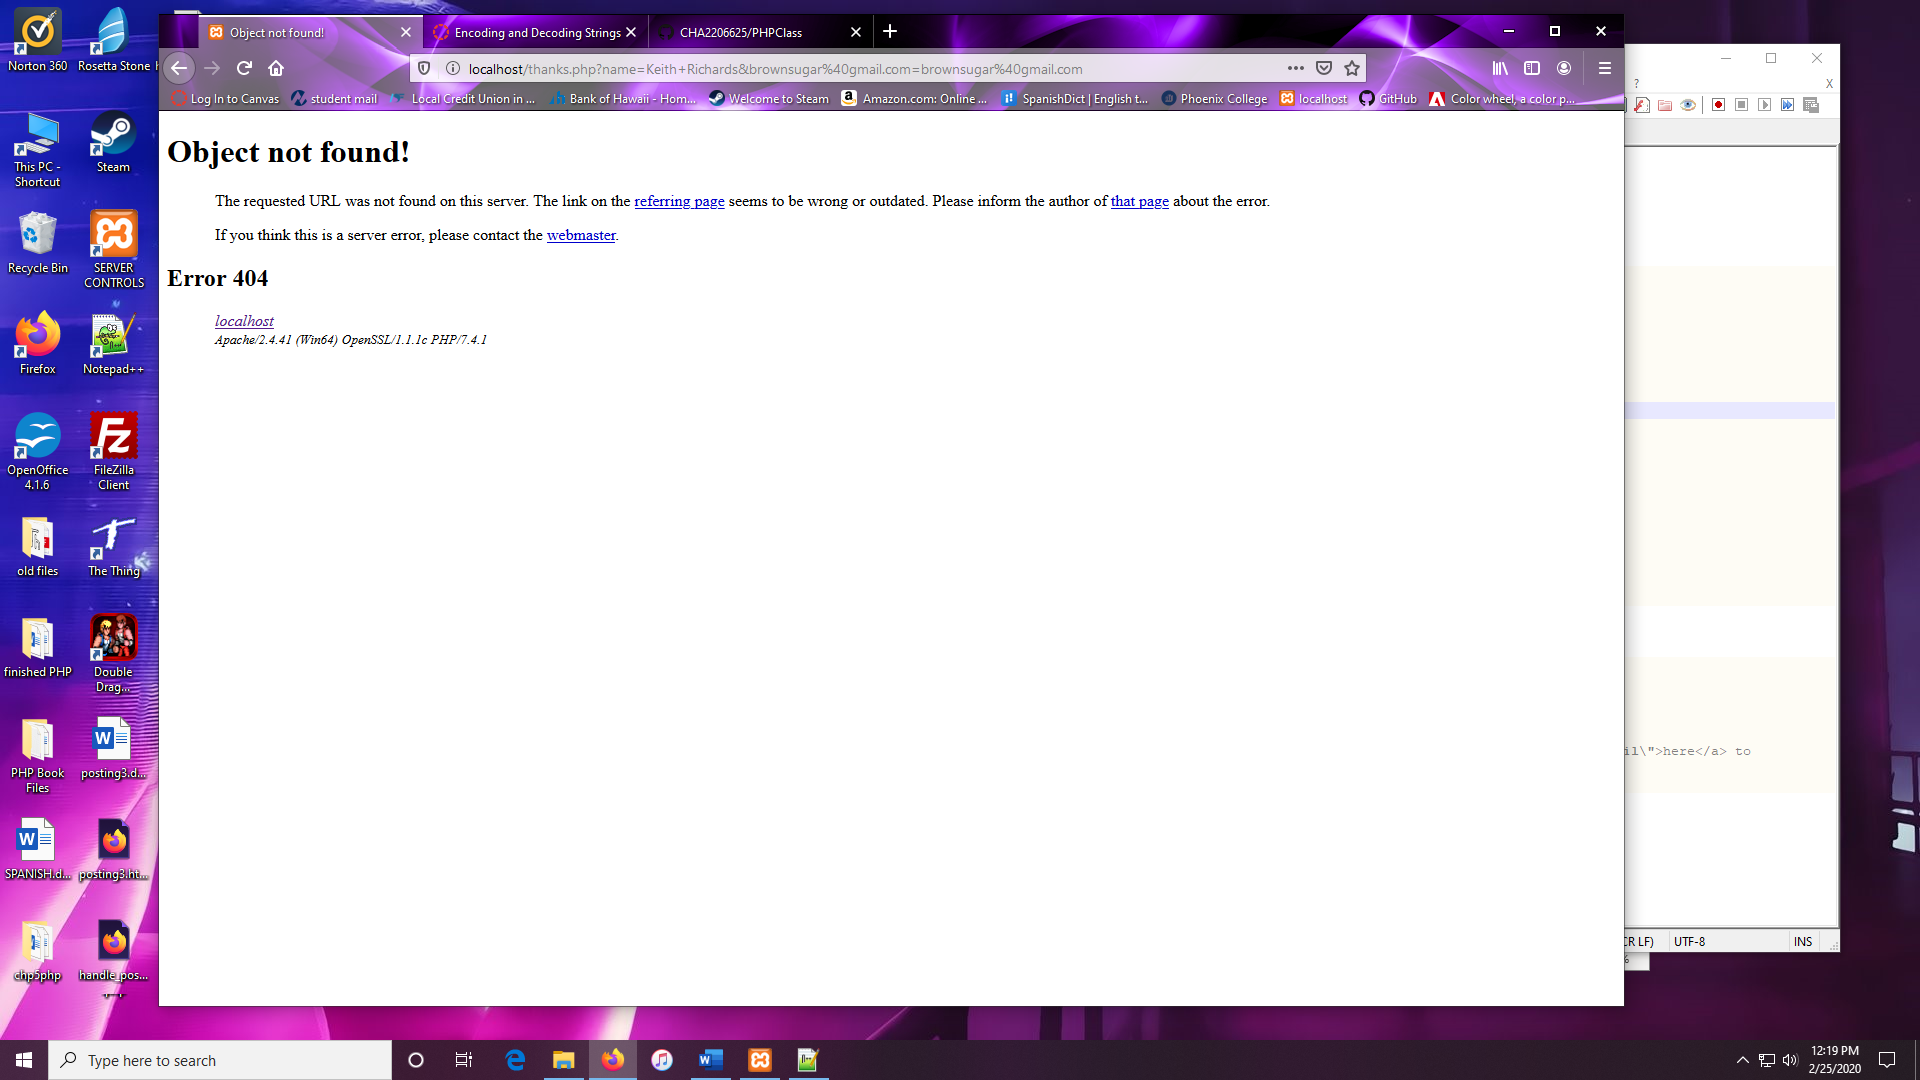 Object not found!
Encoding and Decoding Strings
CHA2206625/PHPClass
localhost/thanks.php?name=Keith+Richards&brownsugar%40gmail.com=brownsugar%40gmail.com
Log In to Canvas
student mail
Local Credit Union in ...
Bank of Hawaii - Hom...
Welcome to Steam
Amazon.com: Online ...
SpanishDict | English t...
Phoenix College
localhost
GitHub
Color wheel, a color p...
Object not found!
The requested URL was not found on this server. The link on the referring page seems to be wrong or outdated. Please inform the author of that page about the error.
If you think this is a server error, please contact the webmaster.
Error 404
localhost
Apache/2.4.41 (Win64) OpenSSL/1.1.1c PHP/7.4.1
Norton 360
Rosetta Stone
This PC -
Shortcut
Steam
Recycle Bin
SERVER
CONTROLS
Firefox
Notepad++
OpenOffice
4.1.6
FileZilla
Client
old files
The Thing
finished PHP
Double
Drag...
PHP Book
Files
posting3.d...
SPANISH.d...
posting3.ht...
chp5php
handle_pos...
?
X
il\">here</a> to
CR LF)
UTF-8
INS
%
Type here to search
12:19 PM
2/25/2020